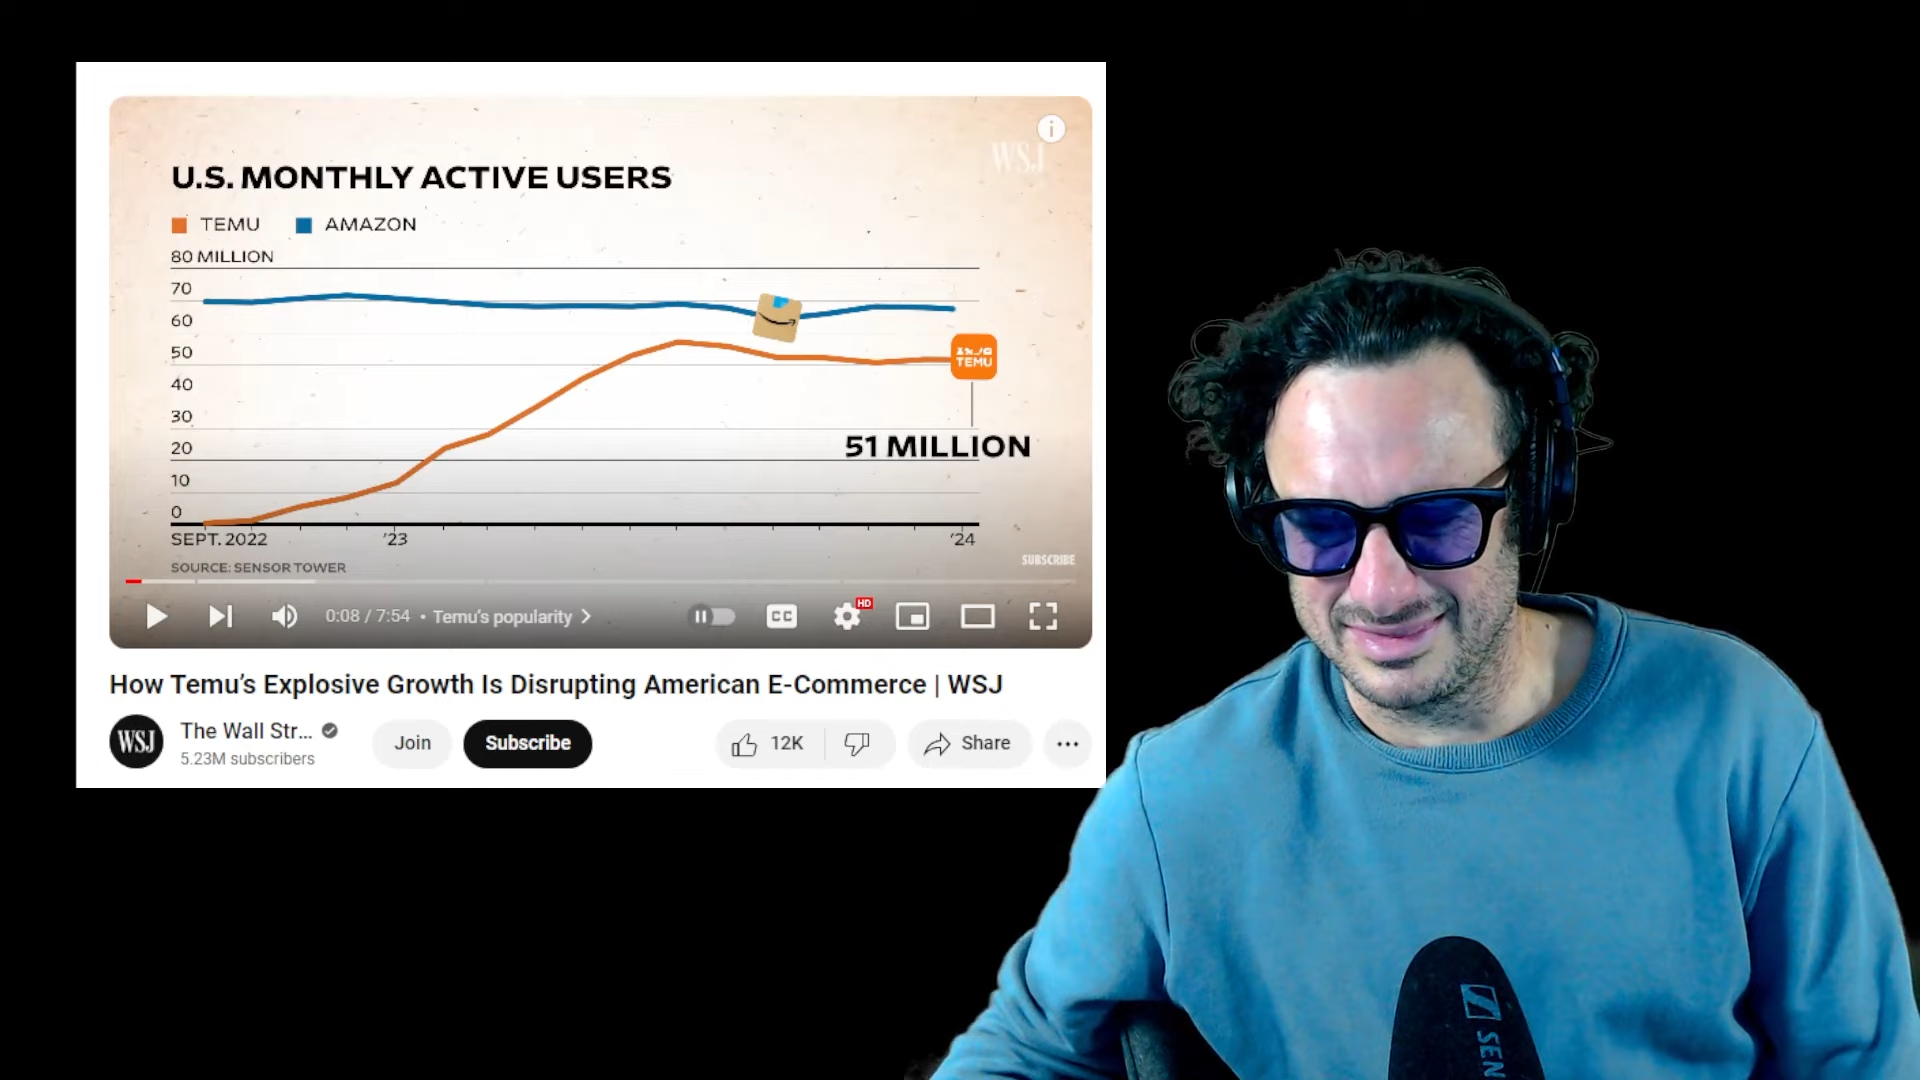 WSJ
U.S. MONTHLY ACTIVE USERS
TEMU AMAZON
80 MILLION
70
60
50
TEMU
40
30
51 MILLION
20
10
0
SEPT. 2022 '23 '24
SOURCE: SENSOR TOWER
SUBSCRIBE
0:08 / 7:54 • Temu's popularity
CC
HD
How Temu's Explosive Growth Is Disrupting American E-Commerce | WSJ
WSJ
The Wall Str...
5.23M subscribers
Join
Subscribe
12K
Share
SEN